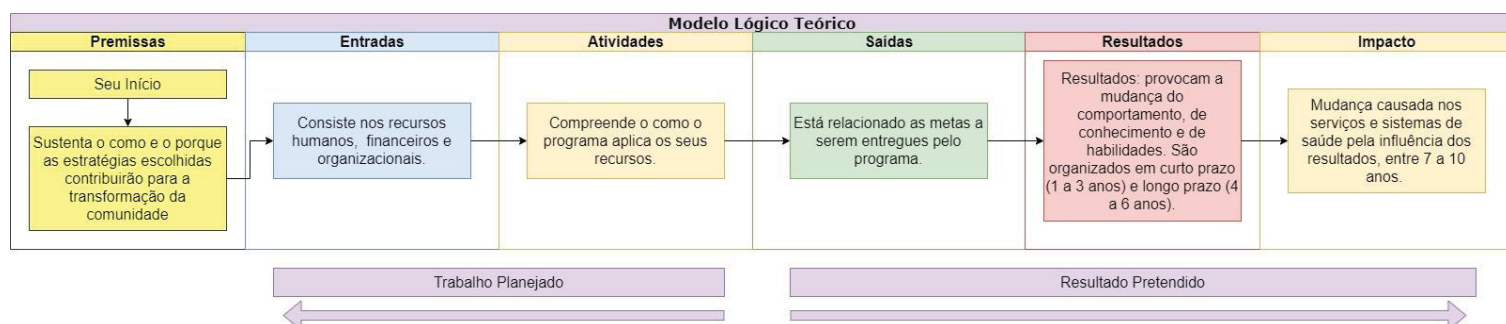 Modelo Lógico Teórico
Premissas
Entradas
Atividades
Saídas
Resultados
Impacto
Seu Início
Sustenta o como e o porque
as estratégias escolhidas
contribuirão para a
transformação da
comunidade
Consiste nos recursos
humanos, financeiros e
organizacionais.
Compreende o como o
programa aplica os seus
recursos.
Está relacionado as metas a
serem entregues pelo
programa.
Resultados: provocam a
mudança do
comportamento, de
conhecimento e de
habilidades. São
organizados em curto prazo
(1 a 3 anos) e longo prazo (4
a 6 anos).
Mudança causada nos
serviços e sistemas de
saúde pela influência dos
resultados, entre 7 a 10
anos.
Trabalho Planejado
Resultado Pretendido